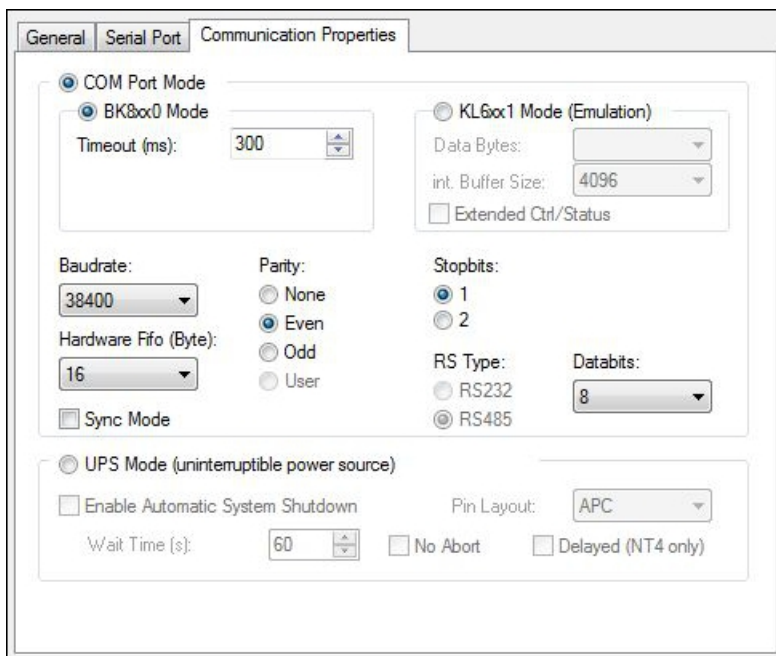 General
Serial Port
Communication Properties
COM Port Mode
BK8xx0 Mode
Timeout (ms):
300
KL6xx1 Mode (Emulation)
Data Bytes:
int. Buffer Size:
4096
Extended Ctrl/Status
Baudrate:
38400
Hardware Fifo (Byte):
16
Sync Mode
Parity:
None
Even
Odd
User
Stopbits:
1
2
RS Type:
RS232
RS485
Databits:
8
UPS Mode (uninterruptible power source)
Enable Automatic System Shutdown
Pin Layout:
APC
Wait Time (s):
60
No Abort
Delayed (NT4 only)